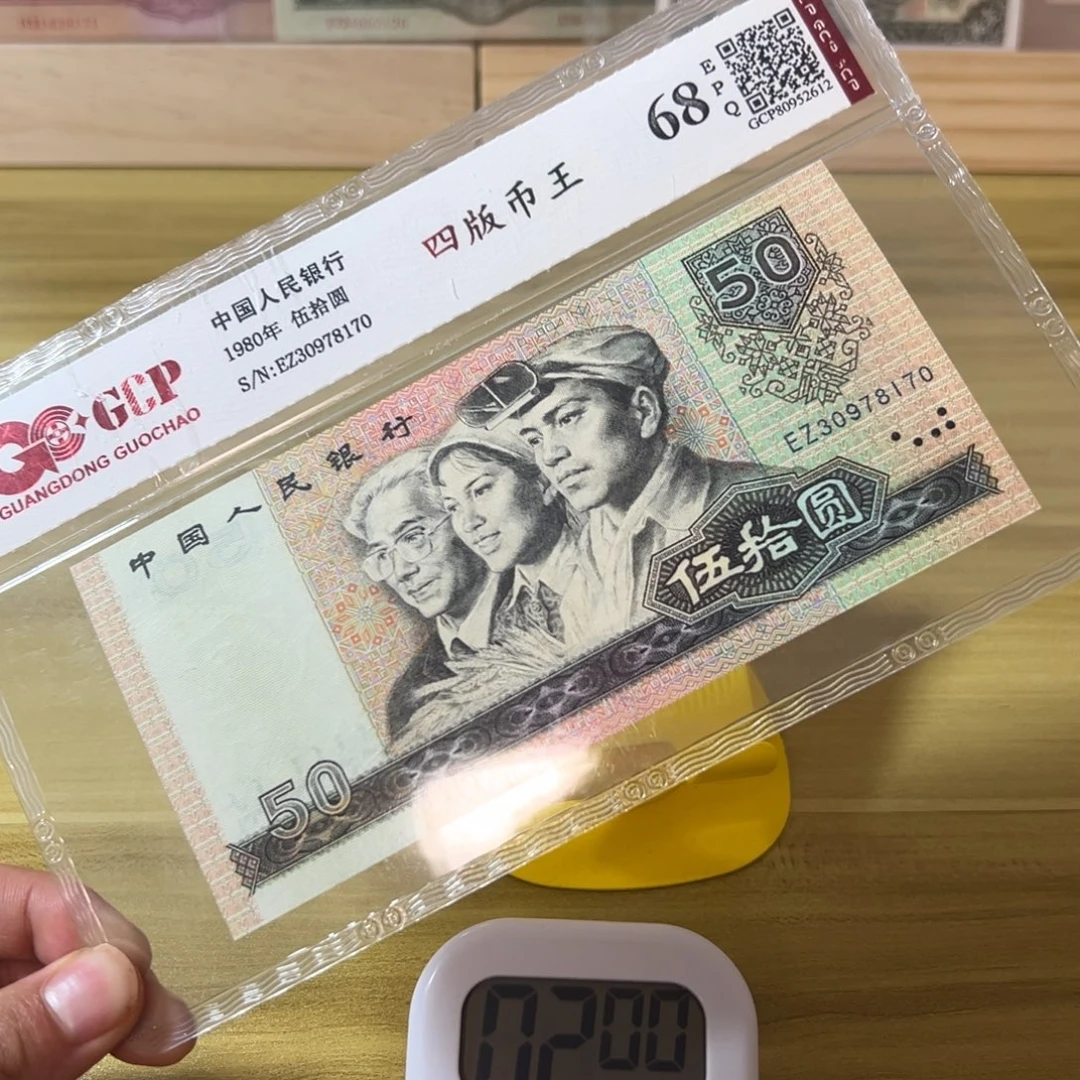 68
EPQ
GCP80952612
四版币王
中国人民银行
1980年 伍拾圆
S/N:EZ30978170
GCP
GUANGDONG GUOCHAO
50
EZ30978170
中国人民银行
伍拾圆
50